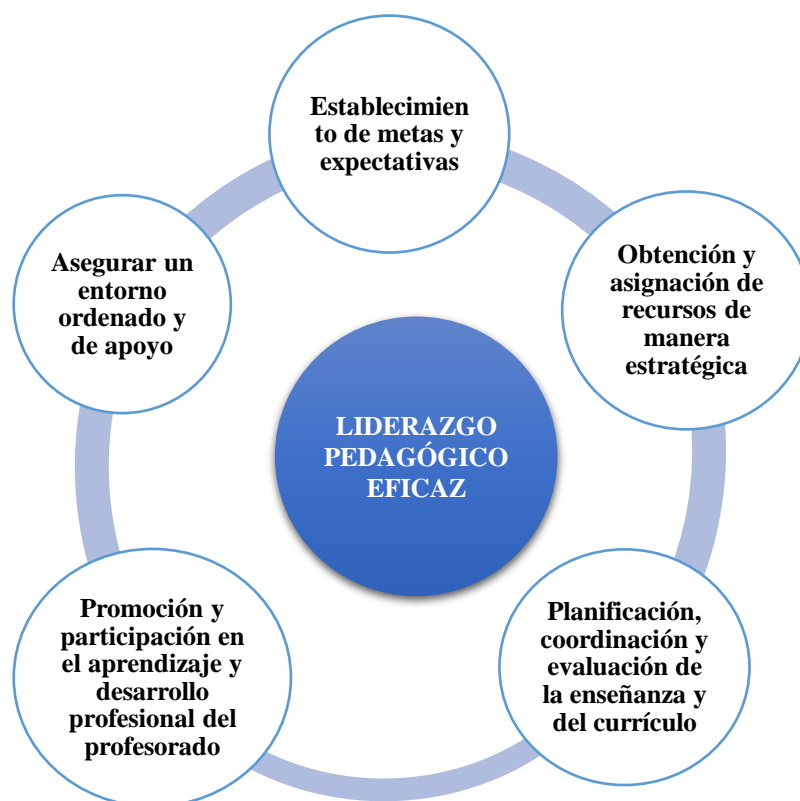 Establecimien
to de metas y
expectativas
Obtención y
asignación de
recursos de
manera
estratégica
Planificación,
coordinación y
evaluación de
la enseñanza y
del currículo
Promoción y
participación en
el aprendizaje y
desarrollo
profesional del
profesorado
Asegurar un
entorno
ordenado y
de apoyo
LIDERAZGO
PEDAGÓGICO
EFICAZ